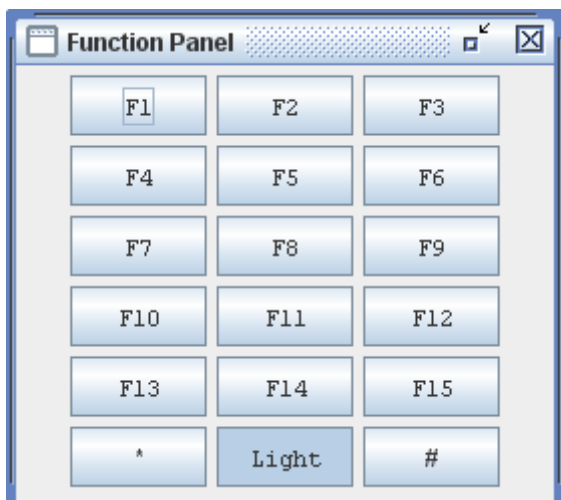 Function Panel
F1 F2 F3
F4 F5 F6
F7 F8 F9
F10 F11 F12
F13 F14 F15
* Light #